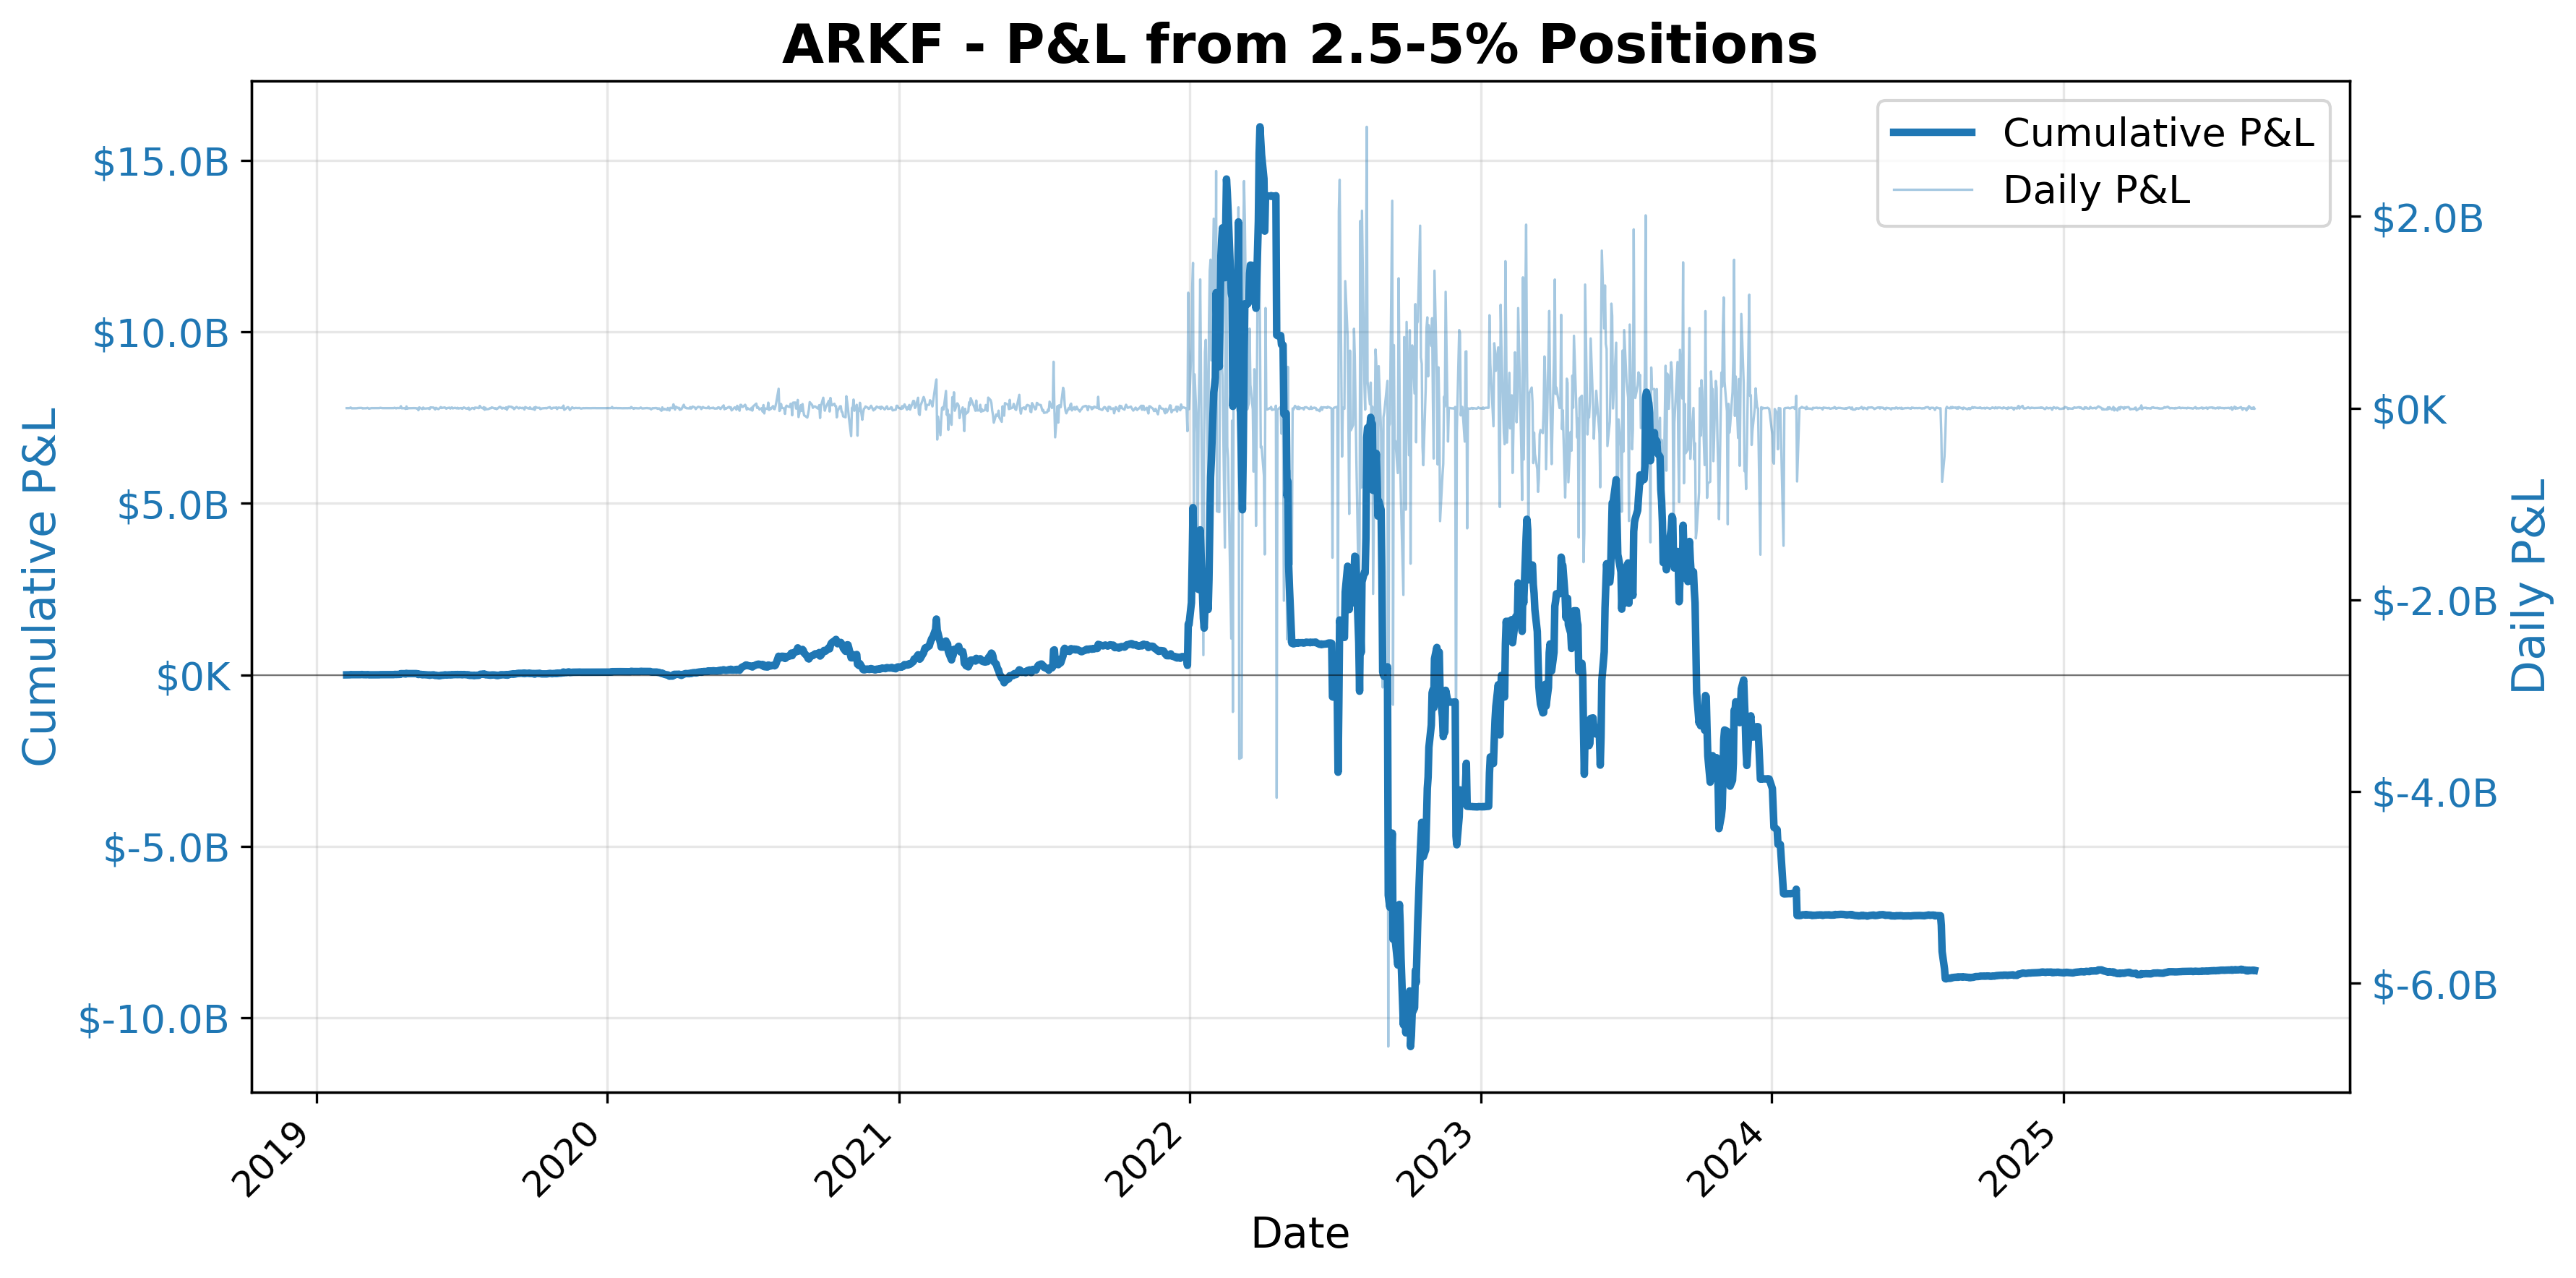 ARKF - P&L from 2.5-5% Positions
Cumulative P&L
Daily P&L
$15.0B
$10.0B
$5.0B
$0K
$-5.0B
$-10.0B
Cumulative P&L
$2.0B
$0K
$-2.0B
$-4.0B
$-6.0B
Daily P&L
2019
2020
2021
2022
2023
2024
2025
Date